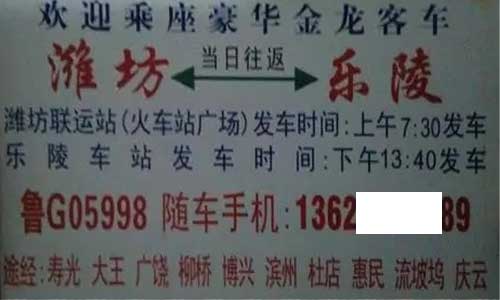 欢迎乘座豪华金龙客车
潍坊 当日往返 乐陵
潍坊联运站(火车站广场)发车时间:上午7:30发车
乐陵车站发车时间:下午13:40发车
鲁G05998 随车手机:1362 89
途经:寿光 大王 广饶 柳桥 博兴 滨州 杜店 惠民 流坡坞 庆云